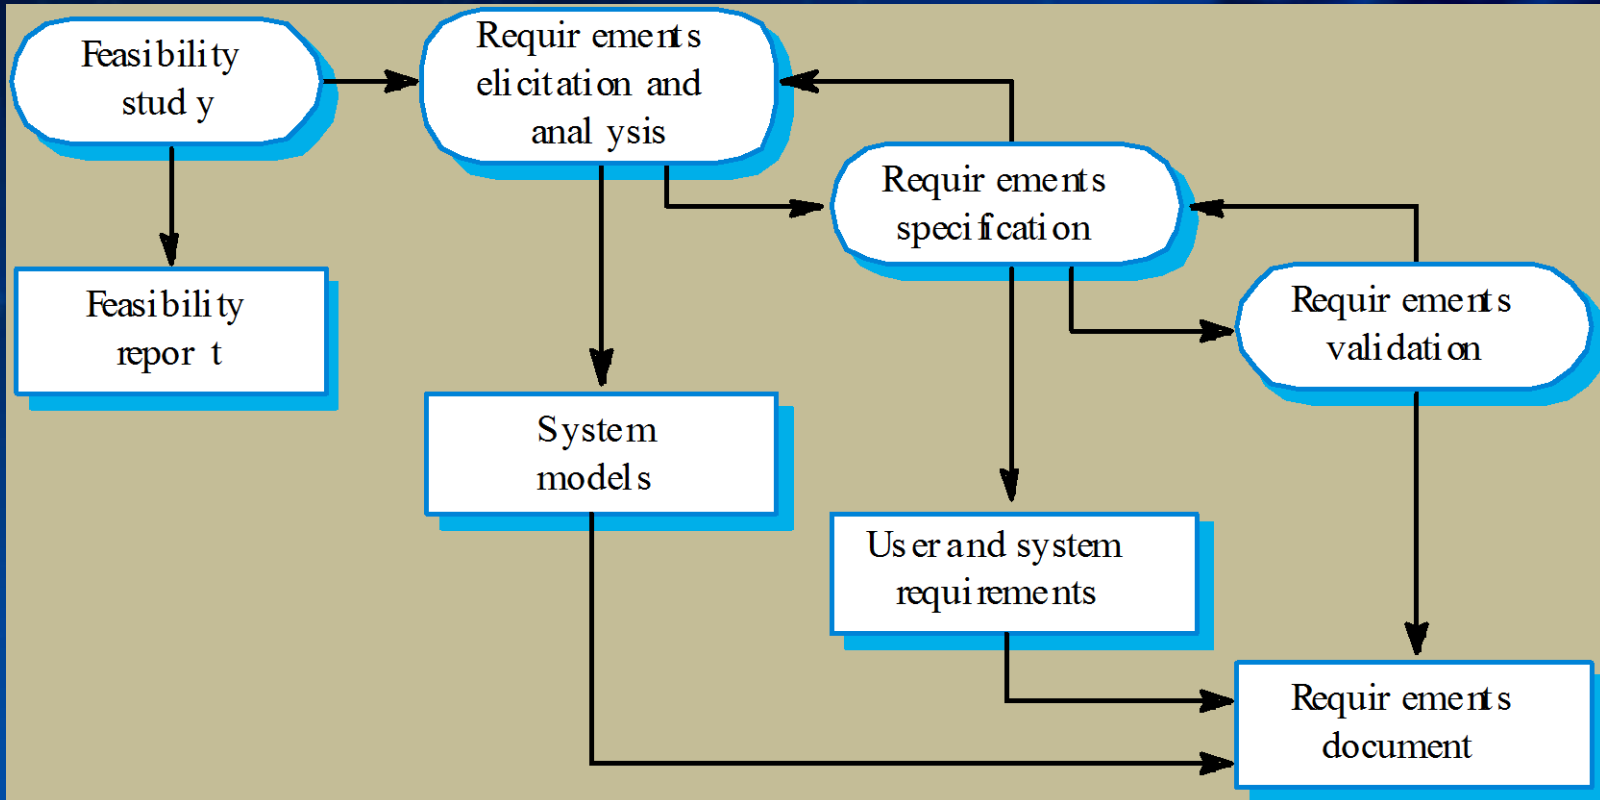 Feasibility
study
Requirements
elicitation and
analysis
Requirements
specification
Requirements
validation
Feasibility
report
System
models
User and system
requirements
Requirements
document